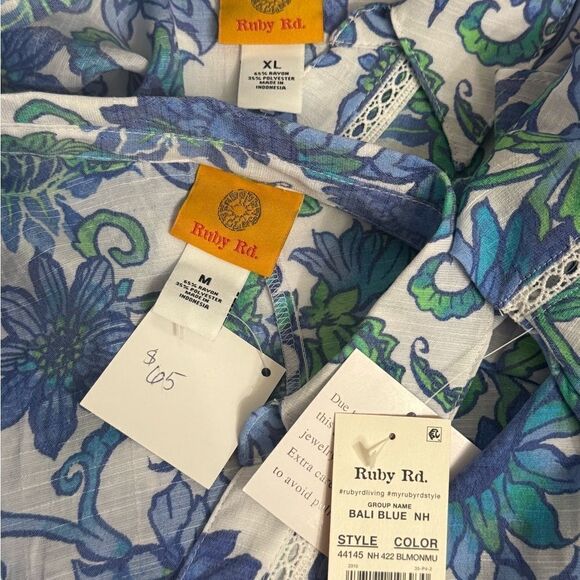 Ruby Rd.
XL
65% RAYON
35% POLYESTER
MADE IN
INDONESIA
Ruby Rd.
M
65% RAYON
35% POLYESTER
MADE IN
INDONESIA
$
65
Due
this
jewelr
Extra ca
to avoid
Ruby Rd.
#rubyrdliving #myrubyrdstyle
GROUP NAME
BALI BLUE NH
STYLE COLOR
44145 NH 422 BLMONMU